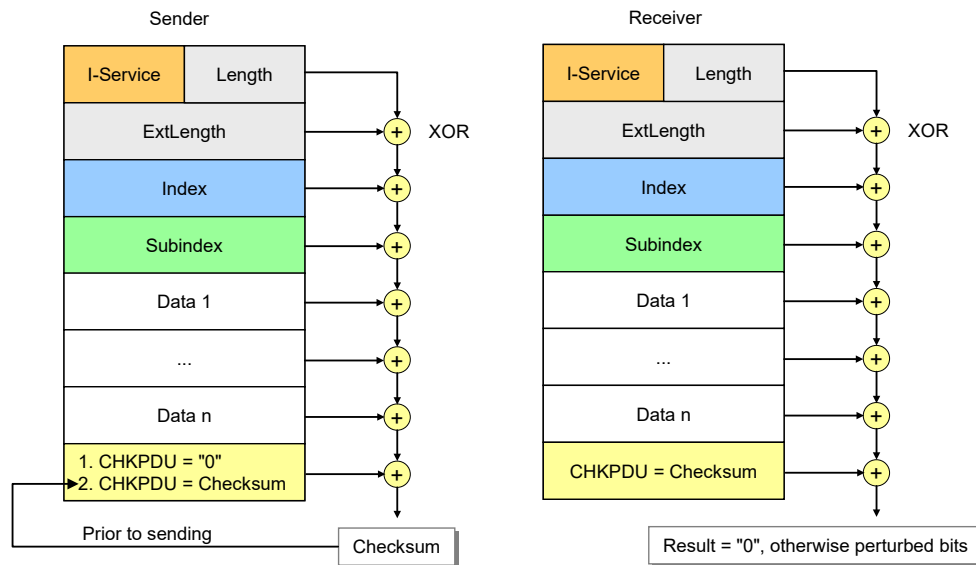 Sender
I-Service
Length
ExtLength
XOR
Index
Subindex
Data 1
...
Data n
1. CHKPDU = "0"
2. CHKPDU = Checksum
Prior to sending
Checksum
Receiver
I-Service
Length
ExtLength
XOR
Index
Subindex
Data 1
...
Data n
CHKPDU = Checksum
Result = "0", otherwise perturbed bits